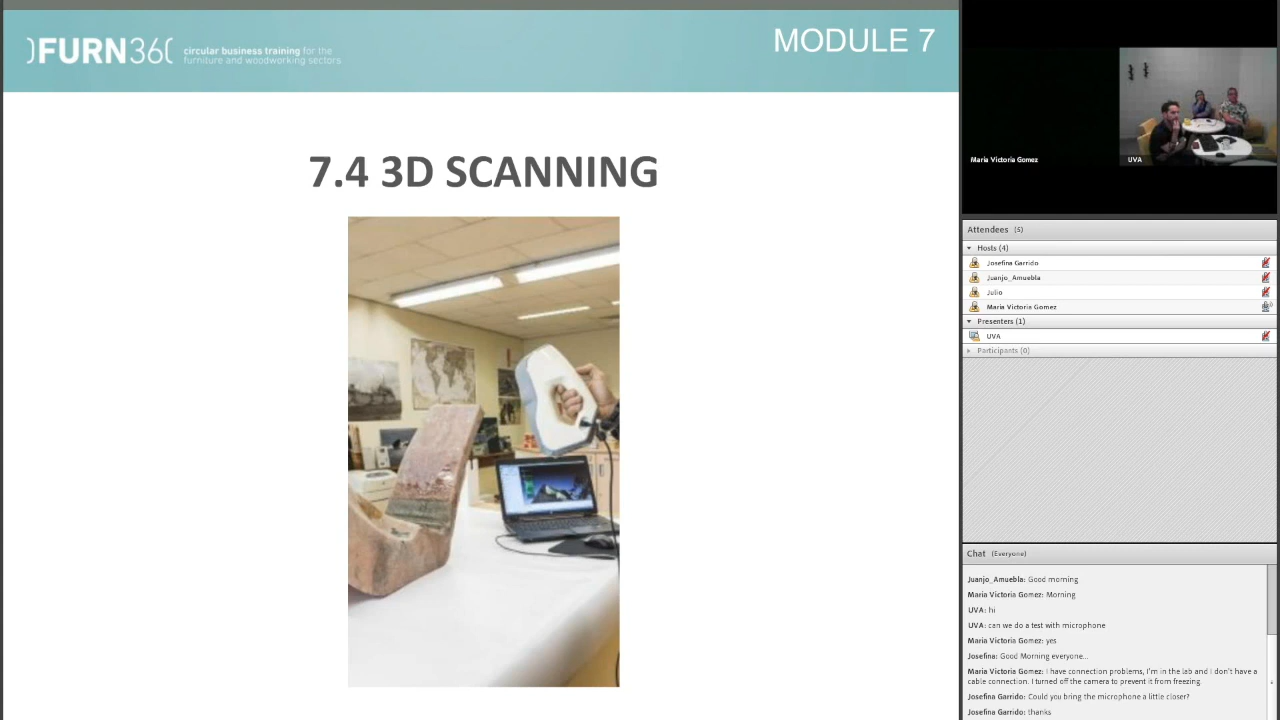 )FURN36( circular business training for the
furniture and woodworking sectors
MODULE 7
7.4 3D SCANNING
Maria Victoria Gomez
UVA
Attendees (5)
Hosts (4)
Josefina Garrido
Juanjo_Amuebla
Julio
Maria Victoria Gomez
Presenters (1)
UVA
Participants (0)
Chat (Everyone)
Juanjo_Amuebla: Good morning
Maria Victoria Gomez: Morning
UVA: hi
UVA: can we do a test with microphone
Maria Victoria Gomez: yes
Josefina: Good Morning everyone...
Maria Victoria Gomez: I have connection problems, I'm in the lab and I don't have a
cable connection. I turned off the camera to prevent it from freezing.
Josefina Garrido: Could you bring the microphone a little closer?
Josefina Garrido: thanks